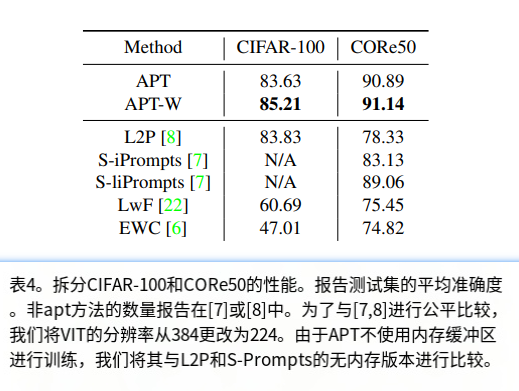 Method CIFAR-100 CORe50
APT 83.63 90.89
APT-W 85.21 91.14
L2P [8] 83.83 78.33
S-iPrompts [7] N/A 83.13
S-liPrompts [7] N/A 89.06
LwF [22] 60.69 75.45
EWC [6] 47.01 74.82
表4。拆分CIFAR-100和CORe50的性能。报告测试集的平均准确度
。非apt方法的数量报告在[7]或[8]中。为了与[7,8]进行公平比较，
我们将VIT的分辨率从384更改为224。由于APT不使用内存缓冲区
进行训练，我们将其与L2P和S-Prompts的无内存版本进行比较。